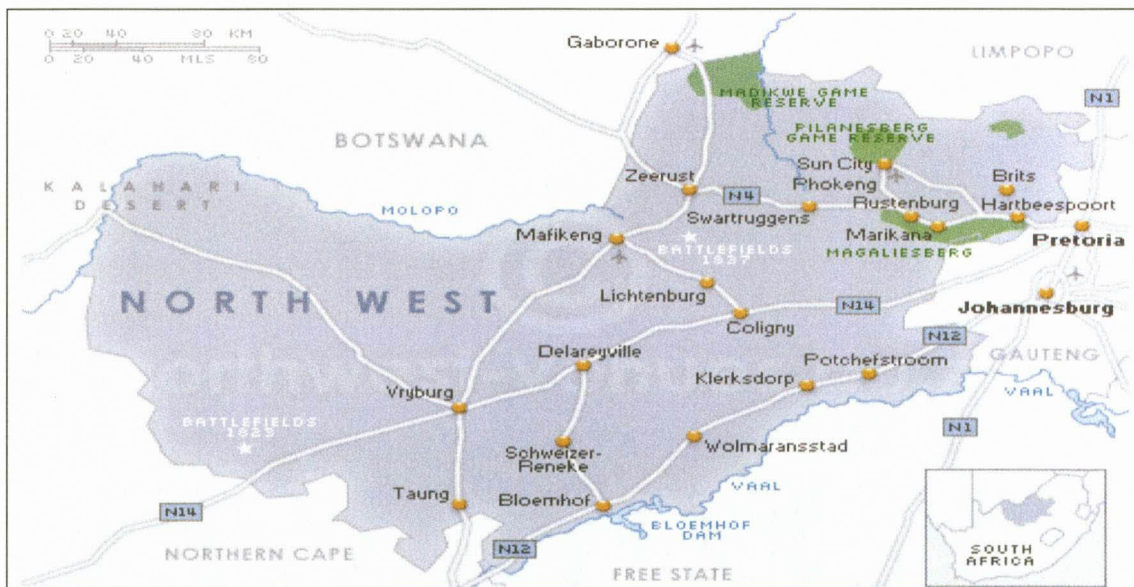 0 20 40 80 KM
0 20 40 MLS 80
Gaborone
LIMPOPO
MADIKWE GAME
RESERVE
N1
BOTSWANA
PILANESBERG
GAME RESERVE
Sun City
Phokeng
Brits
KALAHARI
DESERT
Zeerust
N4
Swartruggens
Rustenburg
Hartbeespoort
MOLOPO
Mafikeng
BATTLEFIELDS
1837
Marikana
Pretoria
MAGALIESBERG
NORTH WEST
Lichtenburg
N14
Johannesburg
Coligny
N12
Delareyville
Potchefstroom
GAUTENG
Klerksdorp
VAAL
Vryburg
BATTLEFIELDS
1823
N1
Schweizer-
Reneke
Wolmaransstad
Taung
Bloemhof
VAAL
N14
BLOEMHOF
DAM
N12
NORTHERN CAPE
FREE STATE
SOUTH
AFRICA